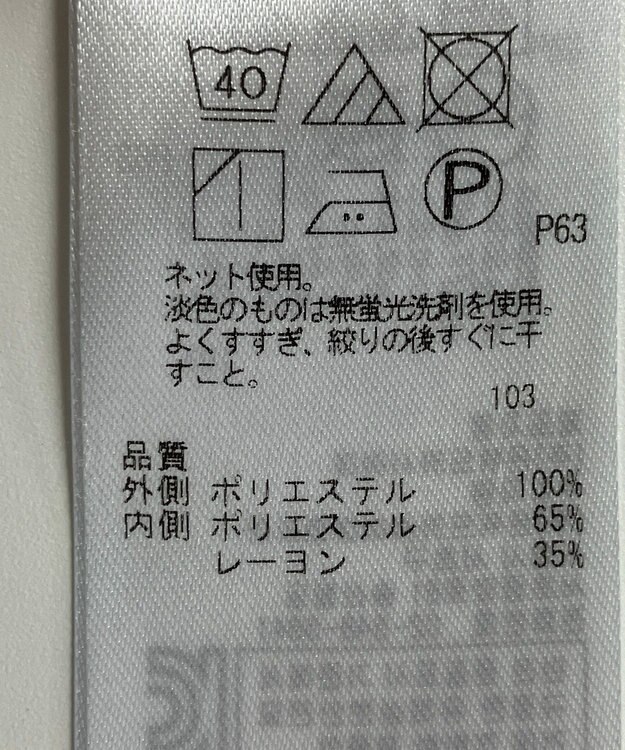 40
P
P63
ネット使用。
淡色のものは無蛍光洗剤を使用。
よくすすぎ、絞りの後すぐに干
すこと。
103
品質
外側 ポリエステル 100%
内側 ポリエステル 65%
レーヨン 35%